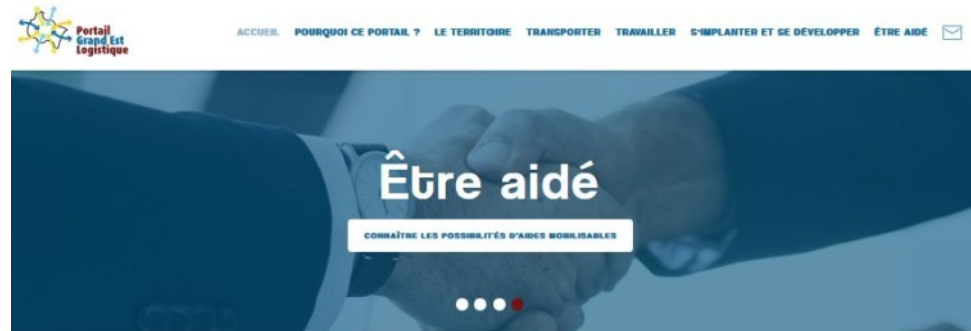 Portail
Grand Est
Logistique
ACCUEIL POURQUOI CE PORTAIL ? LE TERRITOIRE TRANSPORTER TRAVAILLER S'IMPLANTER ET SE DÉVELOPPER ÊTRE AIDÉ
Être aidé
CONNAÎTRE LES POSSIBILITÉS D'AIDES MOBILISABLES